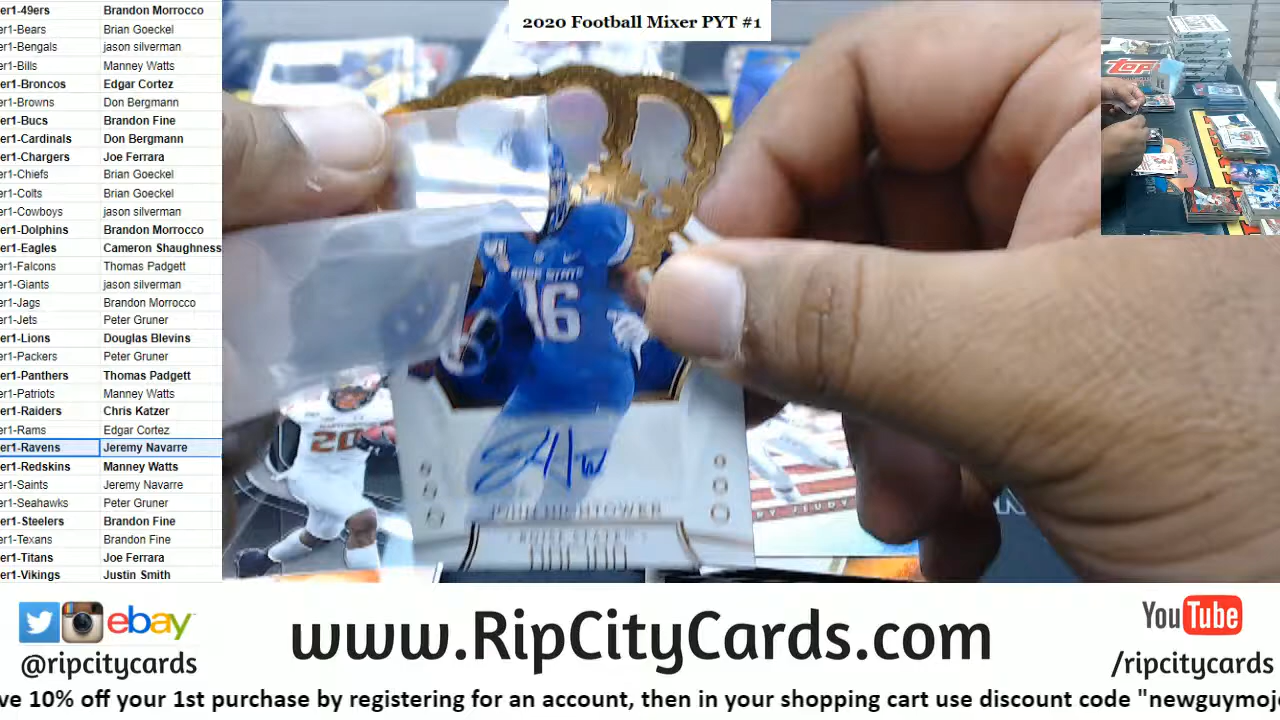 2020 Football Mixer PYT #1
er1-49ers Brandon Morrocco
er1-Bears Brian Goeckel
er1-Bengals jason silverman
er1-Bills Manney Watts
er1-Broncos Edgar Cortez
er1-Browns Don Bergmann
er1-Bucs Brandon Fine
er1-Cardinals Don Bergmann
er1-Chargers Joe Ferrara
er1-Chiefs Brian Goeckel
er1-Colts Brian Goeckel
er1-Cowboys jason silverman
er1-Dolphins Brandon Morrocco
er1-Eagles Cameron Shaughness
er1-Falcons Thomas Padgett
er1-Giants jason silverman
er1-Jags Brandon Morrocco
er1-Jets Peter Gruner
er1-Lions Douglas Blevins
er1-Packers Peter Gruner
er1-Panthers Thomas Padgett
er1-Patriots Manney Watts
er1-Raiders Chris Katzer
er1-Rams Edgar Cortez
er1-Ravens Jeremy Navarre
er1-Redskins Manney Watts
er1-Saints Jeremy Navarre
er1-Seahawks Peter Gruner
er1-Steelers Brandon Fine
er1-Texans Brandon Fine
er1-Titans Joe Ferrara
er1-Vikings Justin Smith
STATE
16
20
HIGHTOWER
BOISE STATE
JEUDY
TOPPS
ebay
@ripcitycards
www.RipCityCards.com
YouTube
/ripcitycards
ve 10% off your 1st purchase by registering for an account, then in your shopping cart use discount code "newguymoj